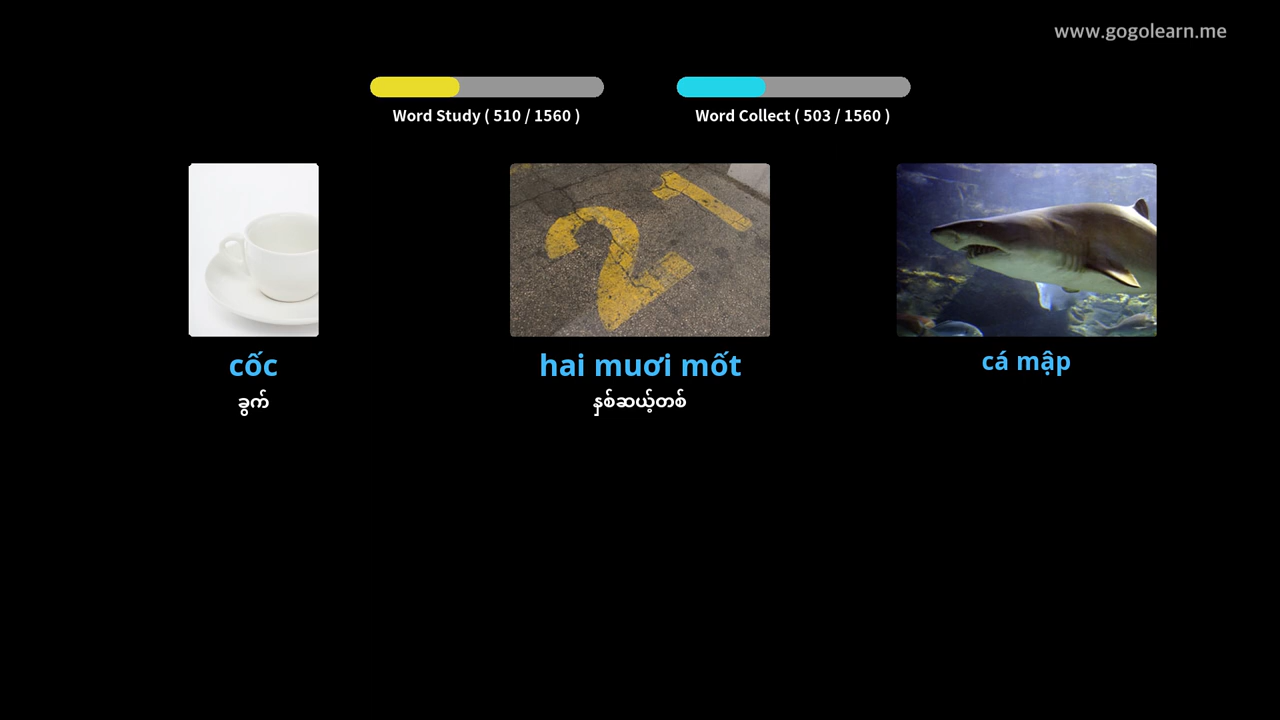 www.gogolearn.me
Word Study ( 510 / 1560 )
Word Collect ( 503 / 1560 )
21
cốc
hai mươi mốt
cá mập
ခွက်
နှစ်ဆယ့်တစ်